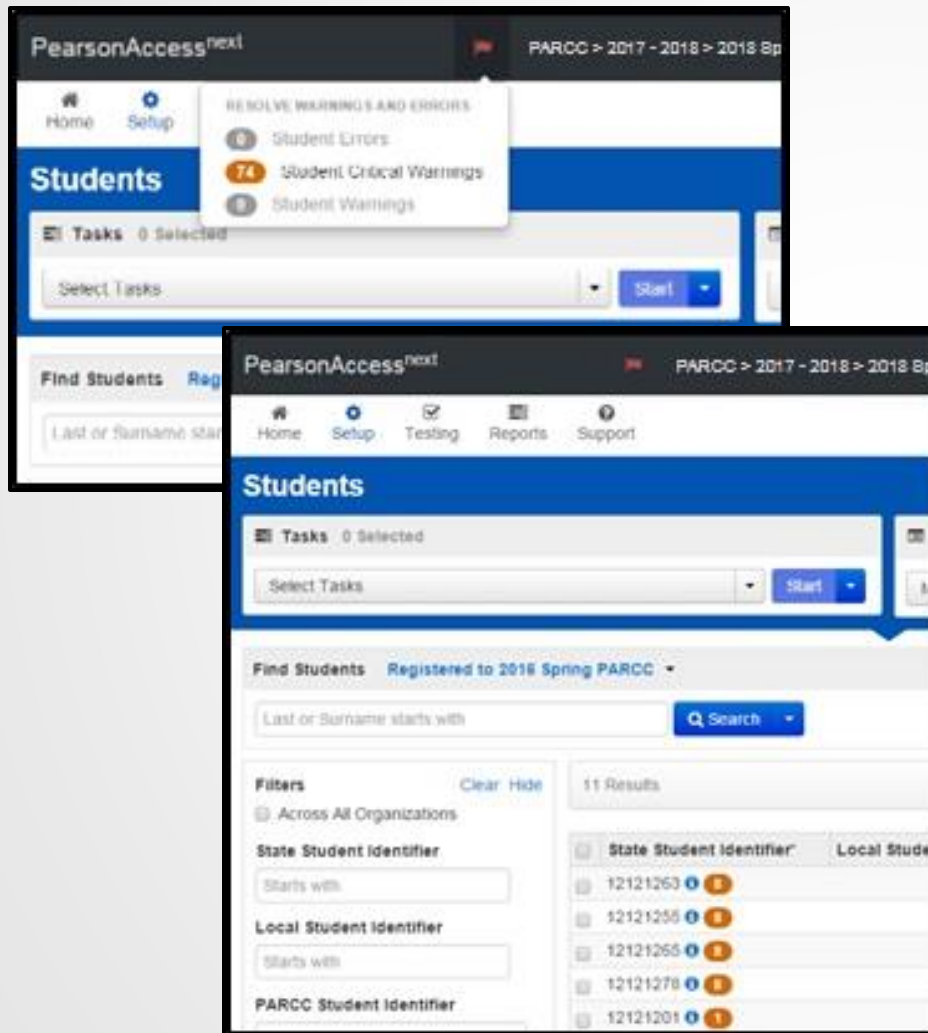 PearsonAccessnext
PARCC > 2017 - 2018 > 2018 Sp
Home Setup
RESOLVE WARNINGS AND ERRORS
0 Student Errors
74 Student Critical Warnings
0 Student Warnings
Students
Tasks 0 Selected
Select Tasks
Start
Find Students Reg
Last or Surname star
PearsonAccessnext
PARCC > 2017 - 2018 > 2018 Sp
Home Setup Testing Reports Support
Students
Tasks 0 Selected
Select Tasks
Start
Find Students Registered to 2016 Spring PARCC
Last or Surname starts with
Search
Filters Clear Hide
11 Results
Across All Organizations
State Student Identifier
Starts with
Local Student Identifier
Starts with
PARCC Student Identifier
State Student Identifier* Local Stude
12121263
12121255
12121265
12121278
12121201 1